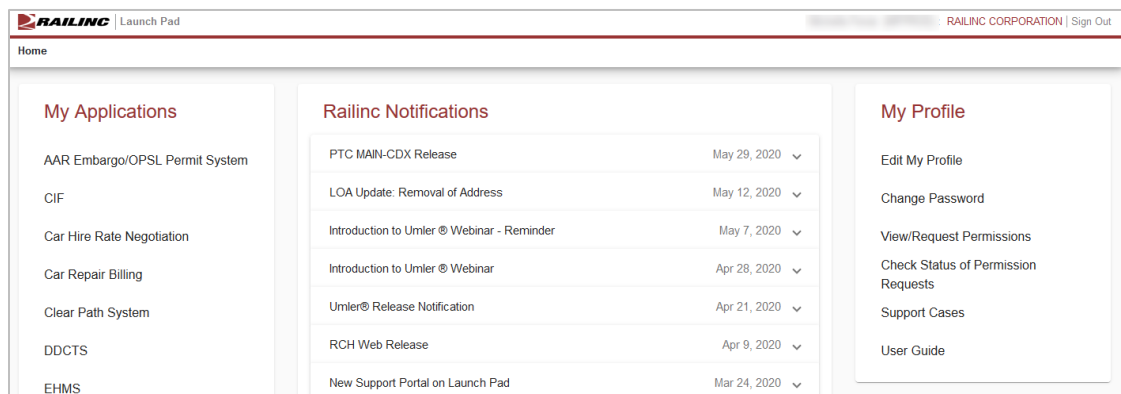 RAILINC Launch Pad
RAILINC CORPORATION | Sign Out
Home
My Applications
AAR Embargo/OPSL Permit System
CIF
Car Hire Rate Negotiation
Car Repair Billing
Clear Path System
DDCTS
EHMS
Railinc Notifications
PTC MAIN-CDX Release May 29, 2020
LOA Update: Removal of Address May 12, 2020
Introduction to Umler ® Webinar - Reminder May 7, 2020
Introduction to Umler ® Webinar Apr 28, 2020
Umler® Release Notification Apr 21, 2020
RCH Web Release Apr 9, 2020
New Support Portal on Launch Pad Mar 24, 2020
My Profile
Edit My Profile
Change Password
View/Request Permissions
Check Status of Permission
Requests
Support Cases
User Guide